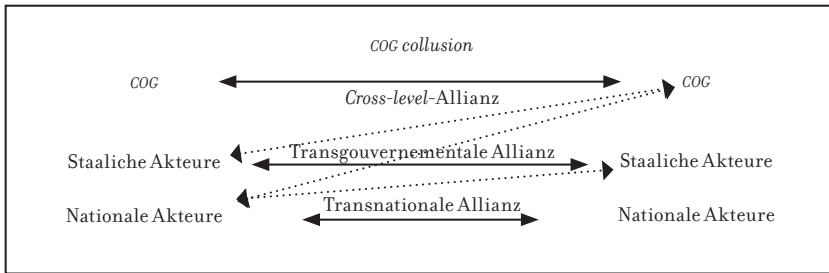 COG collusion
COG COG
Cross-level-Allianz
Staaliche Akteure Transgouvernementale Allianz Staaliche Akteure
Nationale Akteure Transnationale Allianz Nationale Akteure